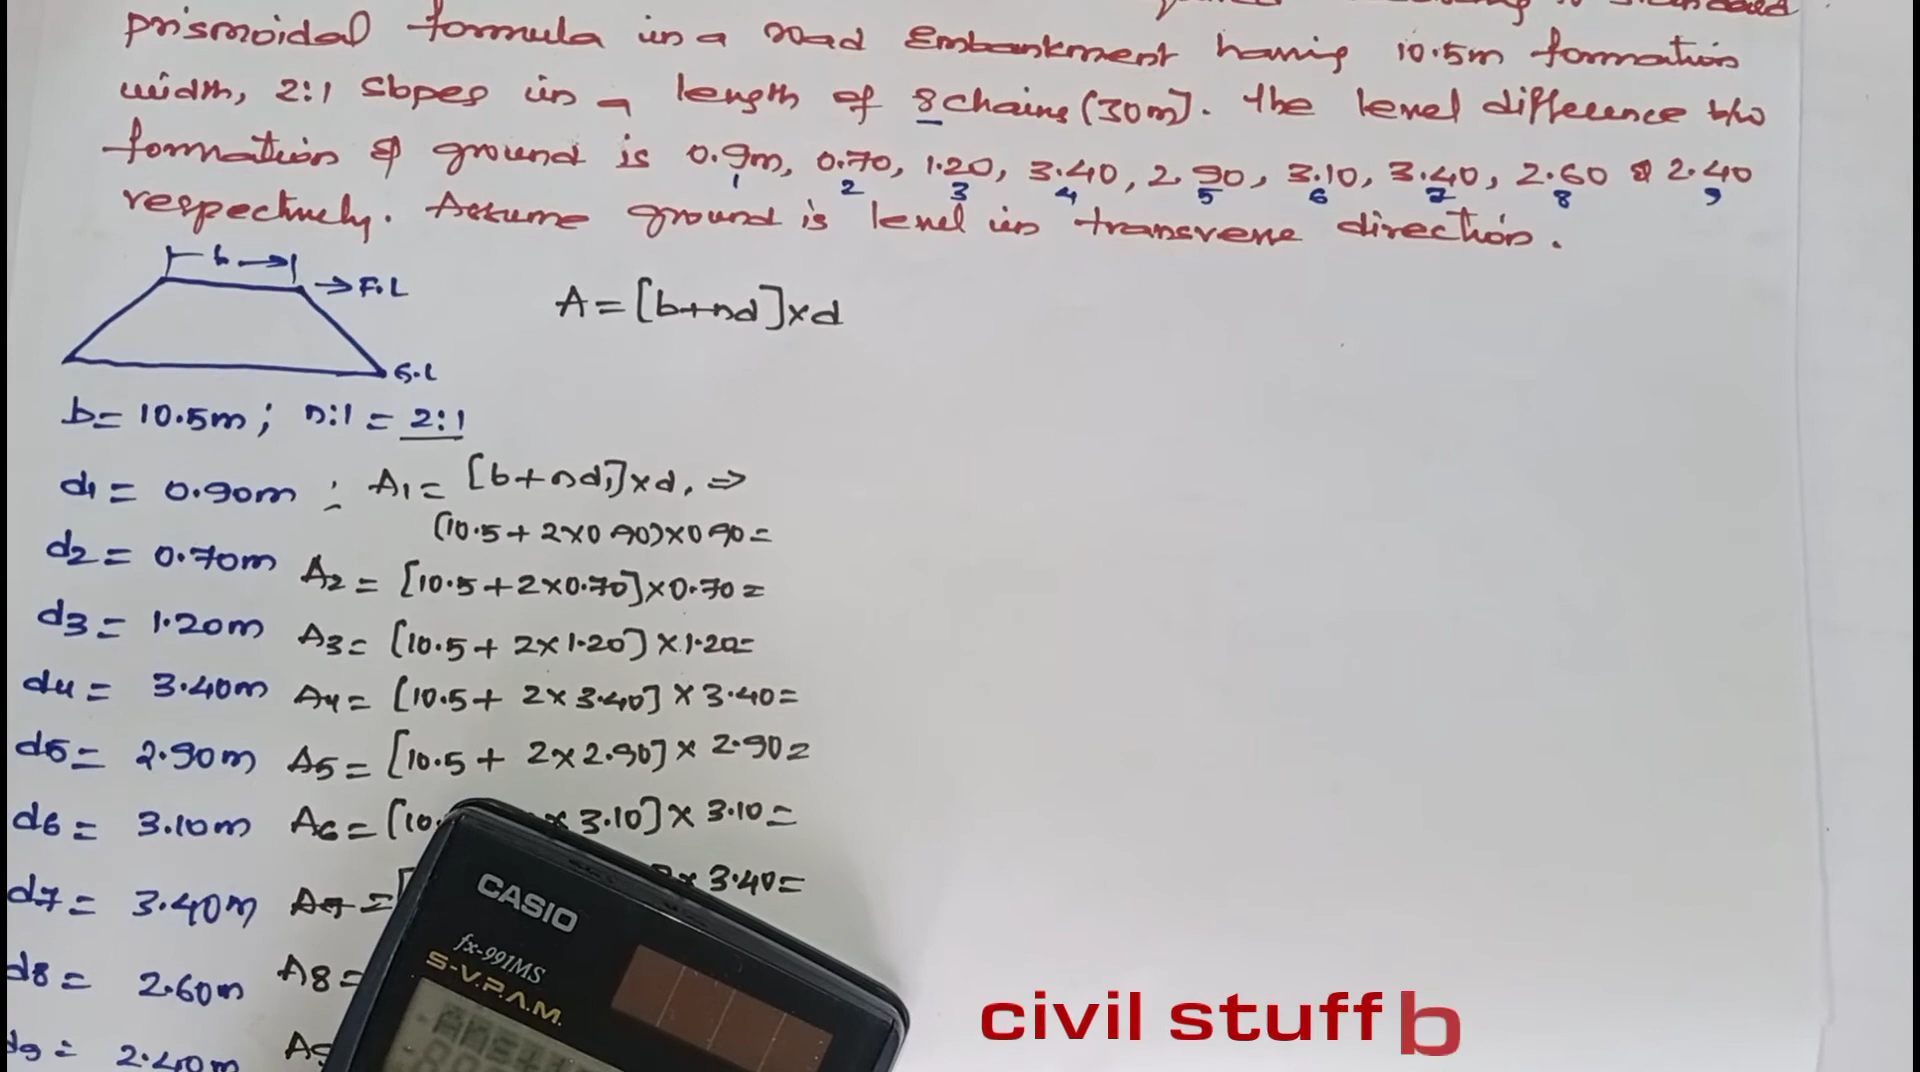 prismoidal formula in a road Embankment having 10.5m formation
width, 2:1 slopes in a length of 8 chains (30m). The level difference b/w
formation & ground is 0.9m, 0.70, 1.20, 3.40, 2.90, 3.10, 3.40, 2.60 & 2.40
1 2 3 4 5 6 7 8 9
respectively. Assume ground is level in transverse direction.
b
F.L
G.L
A = [b+nd]×d
b = 10.5m; n:1 = 2:1
d1 = 0.90m : A1 = [b+nd1]×d1 ⇒
(10.5 + 2×0.90)×0.90 =
d2 = 0.70m A2 = [10.5+2×0.70]×0.70 =
d3 = 1.20m A3 = [10.5 + 2×1.20]×1.20 =
d4 = 3.40m A4 = [10.5 + 2×3.40]×3.40 =
d5 = 2.90m A5 = [10.5 + 2×2.90]×2.90 =
d6 = 3.10m A6 = [10. × 3.10]×3.10 =
d7 = 3.40m A7 = [ × 3.40 =
d8 = 2.60m A8 =
d9 = 2.40m A9
CASIO
fx-991MS
S-V.P.A.M.
civil stuff b